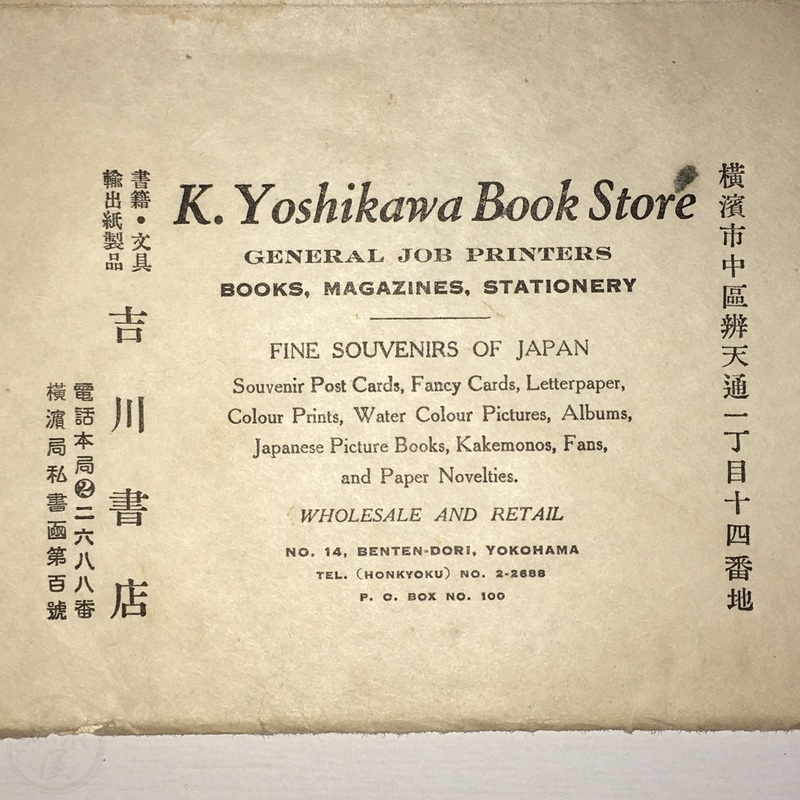 橫濱市中區辨天通一丁目十四番地
K. Yoshikawa Book Store
GENERAL JOB PRINTERS
BOOKS, MAGAZINES, STATIONERY
FINE SOUVENIRS OF JAPAN
Souvenir Post Cards, Fancy Cards, Letterpaper,
Colour Prints, Water Colour Pictures, Albums,
Japanese Picture Books, Kakemonos, Fans,
and Paper Novelties.
WHOLESALE AND RETAIL
NO. 14, BENTEN-DORI, YOKOHAMA
TEL. (HONKYOKU) NO. 2-2688
P. O. BOX NO. 100
書籍・文具
輸出紙製品
吉川書店
電話本局②二六八八番
橫濱局私書凾第百號